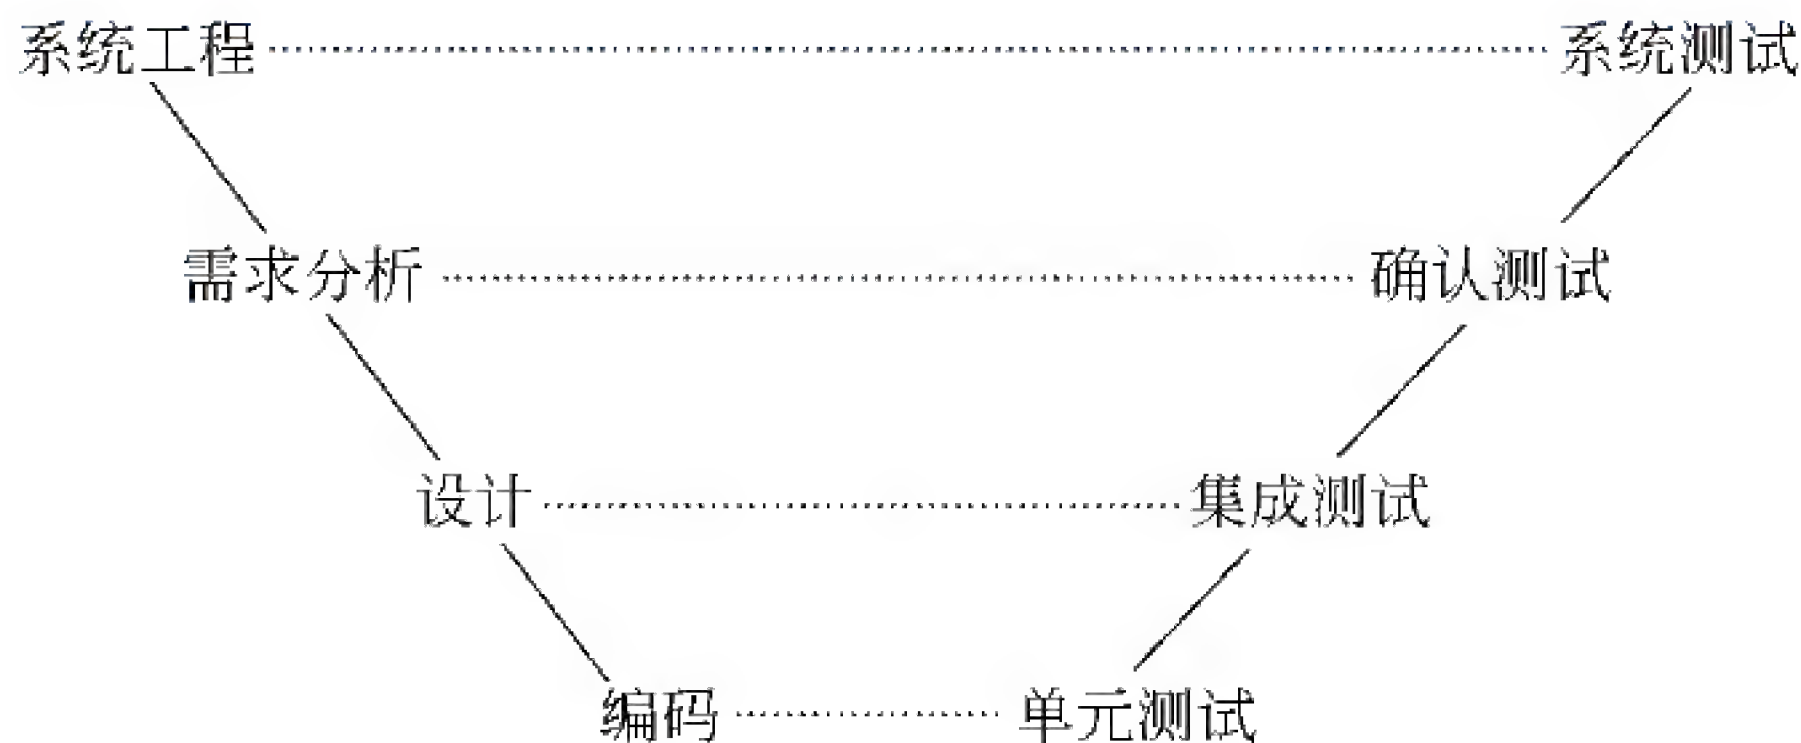 系统工程 系统测试
需求分析 确认测试
设计 集成测试
编码 单元测试